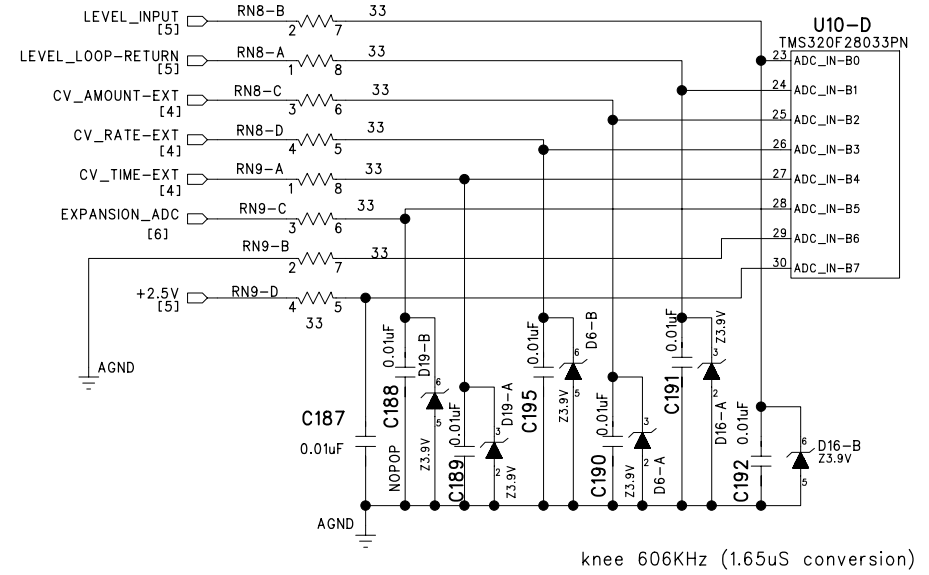 LEVEL_INPUT
[5]
RN8-B
2
7
33
LEVEL_LOOP-RETURN
[5]
RN8-A
1
8
33
CV_AMOUNT-EXT
[4]
RN8-C
3
6
33
CV_RATE-EXT
[4]
RN8-D
4
5
33
CV_TIME-EXT
[4]
RN9-A
1
8
33
EXPANSION_ADC
[6]
RN9-C
3
6
33
RN9-B
2
7
33
+2.5V
[5]
RN9-D
4
5
33
U10-D
TMS320F28033PN
23 ADC_IN-B0
24 ADC_IN-B1
25 ADC_IN-B2
26 ADC_IN-B3
27 ADC_IN-B4
28 ADC_IN-B5
29 ADC_IN-B6
30 ADC_IN-B7
AGND
C187
0.01uF
C188
0.01uF
NOPOP
D19-B
6
5
Z3.9V
C189
0.01uF
D19-A
3
2
Z3.9V
C195
0.01uF
D6-B
6
5
Z3.9V
C190
0.01uF
3
2
Z3.9V
D6-A
C191
0.01uF
Z3.9V
3
2
D16-A
C192
0.01uF
6
5
D16-B
Z3.9V
AGND
knee 606KHz (1.65uS conversion)